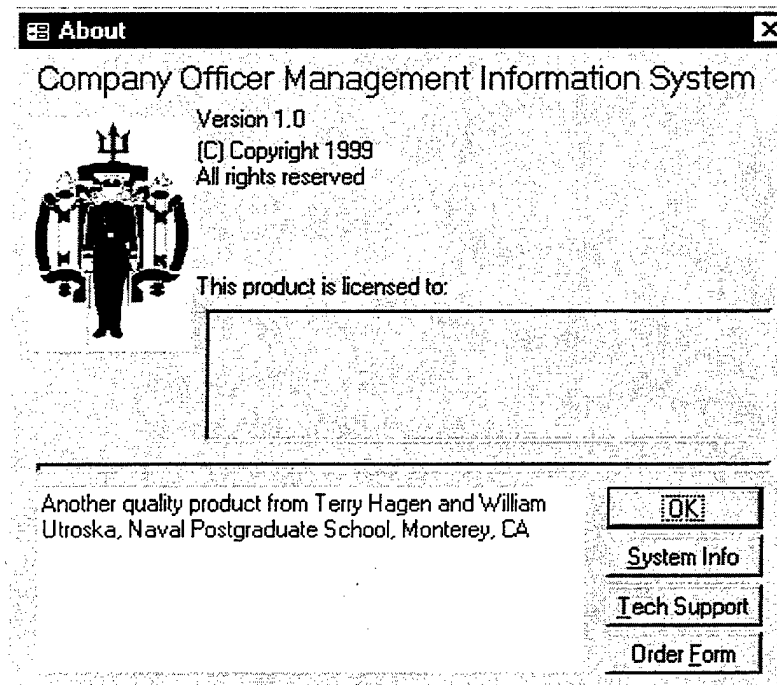 About
Company Officer Management Information System
Version 1.0
(C) Copyright 1999
All rights reserved
This product is licensed to:
Another quality product from Terry Hagen and William
Utroska, Naval Postgraduate School, Monterey, CA
OK
System Info
Tech Support
Order Form